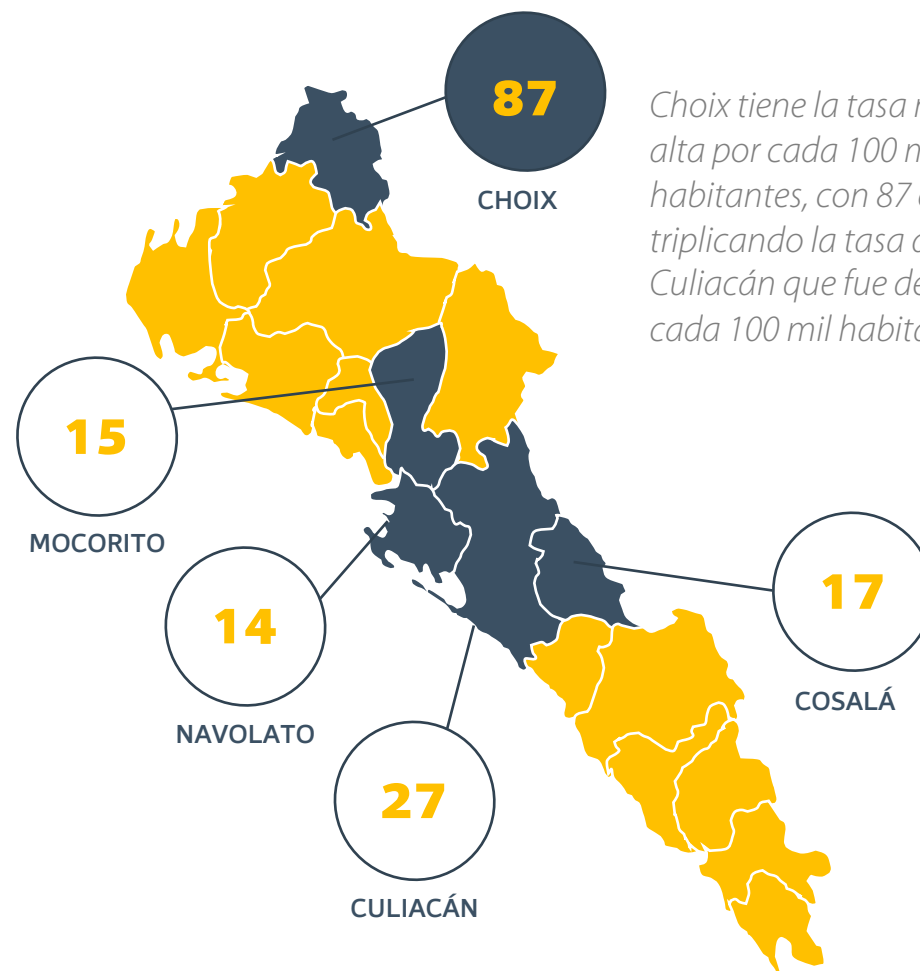 87
CHOIX
Choix tiene la tasa
alta por cada 100
habitantes, con 87
triplicando la tasa
Culiacán que fue de
cada 100 mil
15
MOCORITO
14
NAVOLATO
17
COSALÁ
27
CULIACÁN